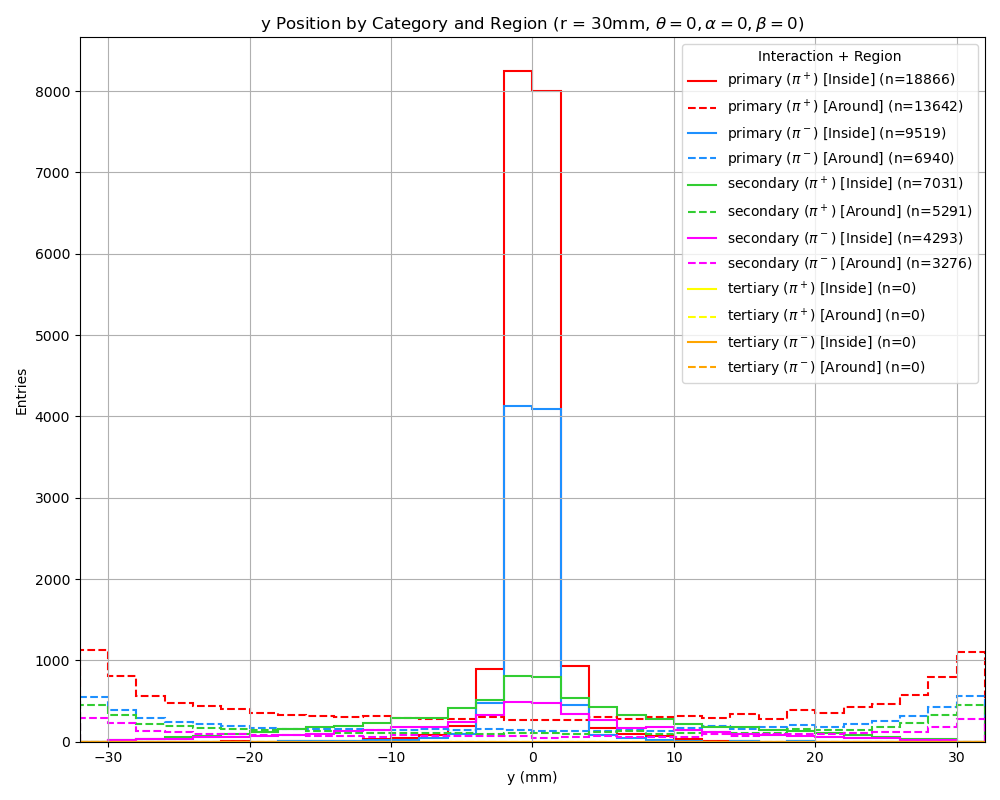 y Position by Category and Region (r = 30mm, θ = 0, α = 0, β = 0)
Entries
8000
7000
6000
5000
4000
3000
2000
1000
0
−30
−20
−10
0
10
20
30
y (mm)
Interaction + Region
primary (π⁺) [Inside] (n=18866)
primary (π⁺) [Around] (n=13642)
primary (π⁻) [Inside] (n=9519)
primary (π⁻) [Around] (n=6940)
secondary (π⁺) [Inside] (n=7031)
secondary (π⁺) [Around] (n=5291)
secondary (π⁻) [Inside] (n=4293)
secondary (π⁻) [Around] (n=3276)
tertiary (π⁺) [Inside] (n=0)
tertiary (π⁺) [Around] (n=0)
tertiary (π⁻) [Inside] (n=0)
tertiary (π⁻) [Around] (n=0)